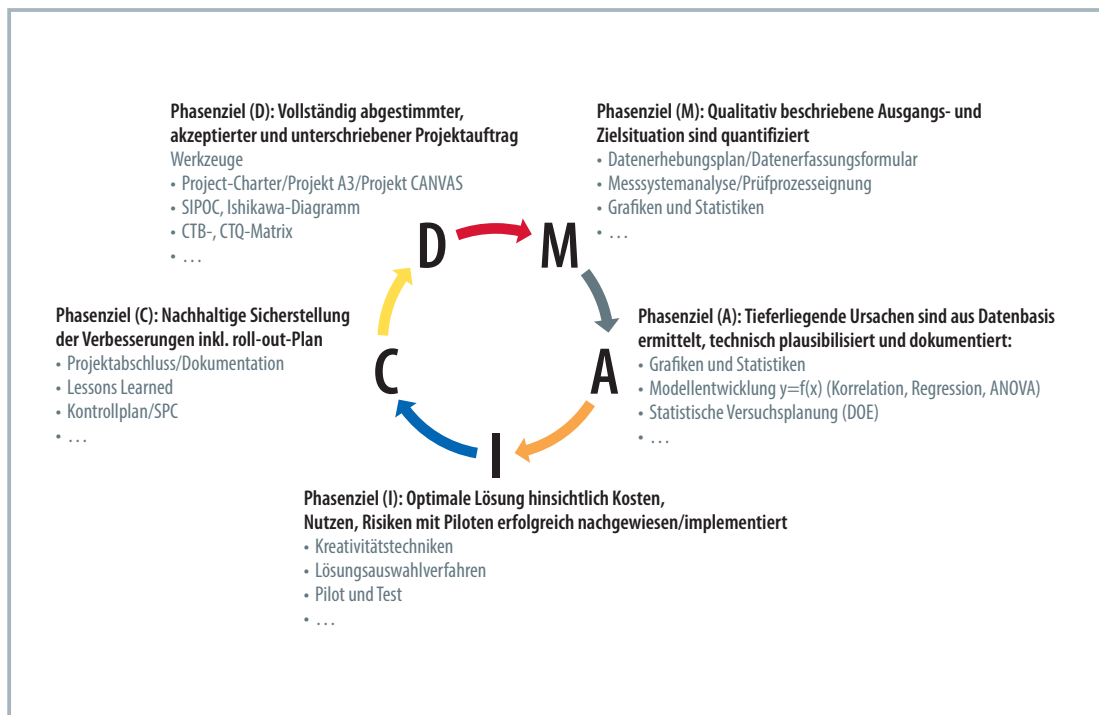 Phasenziel (D): Vollständig abgestimmter,
akzeptierter und unterschriebener Projektauftrag
Werkzeuge
• Project-Charter/Projekt A3/Projekt CANVAS
• SIPOC, Ishikawa-Diagramm
• CTB-, CTQ-Matrix
• …
Phasenziel (M): Qualitativ beschriebene Ausgangs- und
Zielsituation sind quantifiziert
• Datenerhebungsplan/Datenerfassungsformular
• Messsystemanalyse/Prüfprozesseignung
• Grafiken und Statistiken
• …
D
M
Phasenziel (C): Nachhaltige Sicherstellung
der Verbesserungen inkl. roll-out-Plan
• Projektabschluss/Dokumentation
• Lessons Learned
• Kontrollplan/SPC
• …
C
A
Phasenziel (A): Tieferliegende Ursachen sind aus Datenbasis
ermittelt, technisch plausibilisiert und dokumentiert:
• Grafiken und Statistiken
• Modellentwicklung y=f(x) (Korrelation, Regression, ANOVA)
• Statistische Versuchsplanung (DOE)
• …
I
Phasenziel (I): Optimale Lösung hinsichtlich Kosten,
Nutzen, Risiken mit Piloten erfolgreich nachgewiesen/implementiert
• Kreativitätstechniken
• Lösungsauswahlverfahren
• Pilot und Test
• …